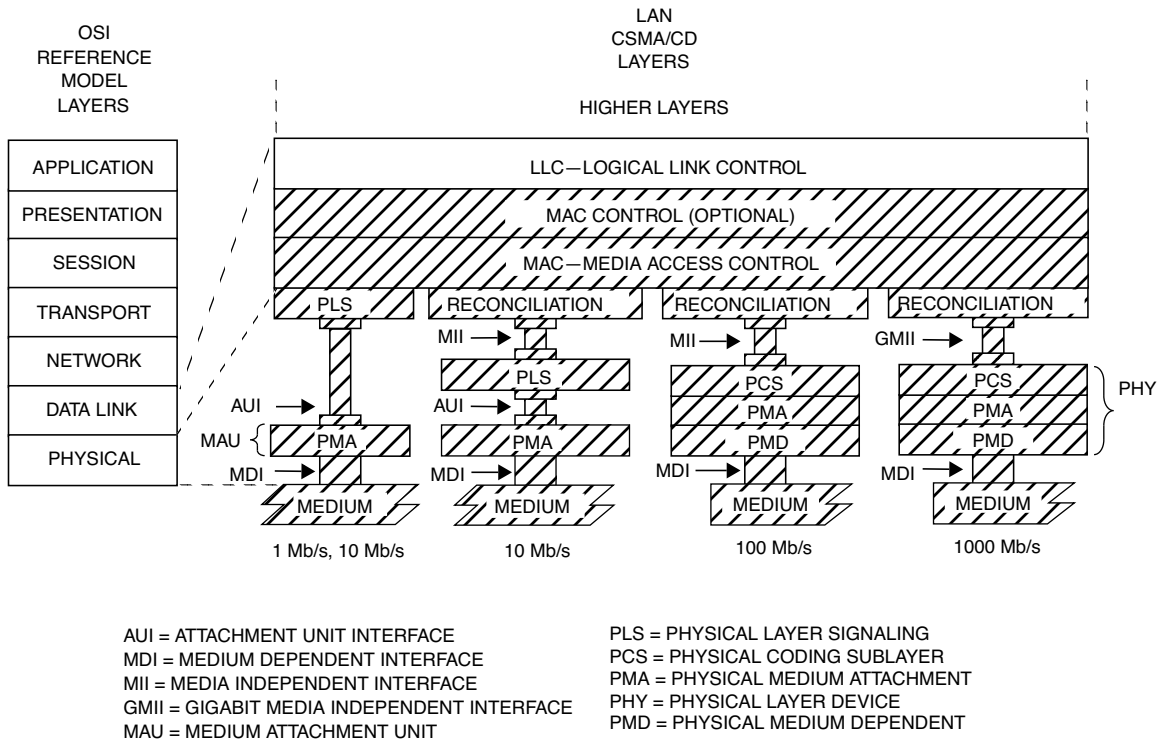 OSI
REFERENCE
MODEL
LAYERS
LAN
CSMA/CD
LAYERS
HIGHER LAYERS
APPLICATION
PRESENTATION
SESSION
TRANSPORT
NETWORK
DATA LINK
PHYSICAL
LLC—LOGICAL LINK CONTROL
MAC CONTROL (OPTIONAL)
MAC—MEDIA ACCESS CONTROL
PLS
RECONCILIATION
RECONCILIATION
RECONCILIATION
MII
MII
GMII
PLS
PCS
PCS
PHY
AUI
AUI
PMA
PMA
MAU
PMA
PMA
PMD
PMD
MDI
MDI
MDI
MDI
MEDIUM
MEDIUM
MEDIUM
MEDIUM
1 Mb/s, 10 Mb/s
10 Mb/s
100 Mb/s
1000 Mb/s
AUI = ATTACHMENT UNIT INTERFACE
MDI = MEDIUM DEPENDENT INTERFACE
MII = MEDIA INDEPENDENT INTERFACE
GMII = GIGABIT MEDIA INDEPENDENT INTERFACE
MAU = MEDIUM ATTACHMENT UNIT
PLS = PHYSICAL LAYER SIGNALING
PCS = PHYSICAL CODING SUBLAYER
PMA = PHYSICAL MEDIUM ATTACHMENT
PHY = PHYSICAL LAYER DEVICE
PMD = PHYSICAL MEDIUM DEPENDENT